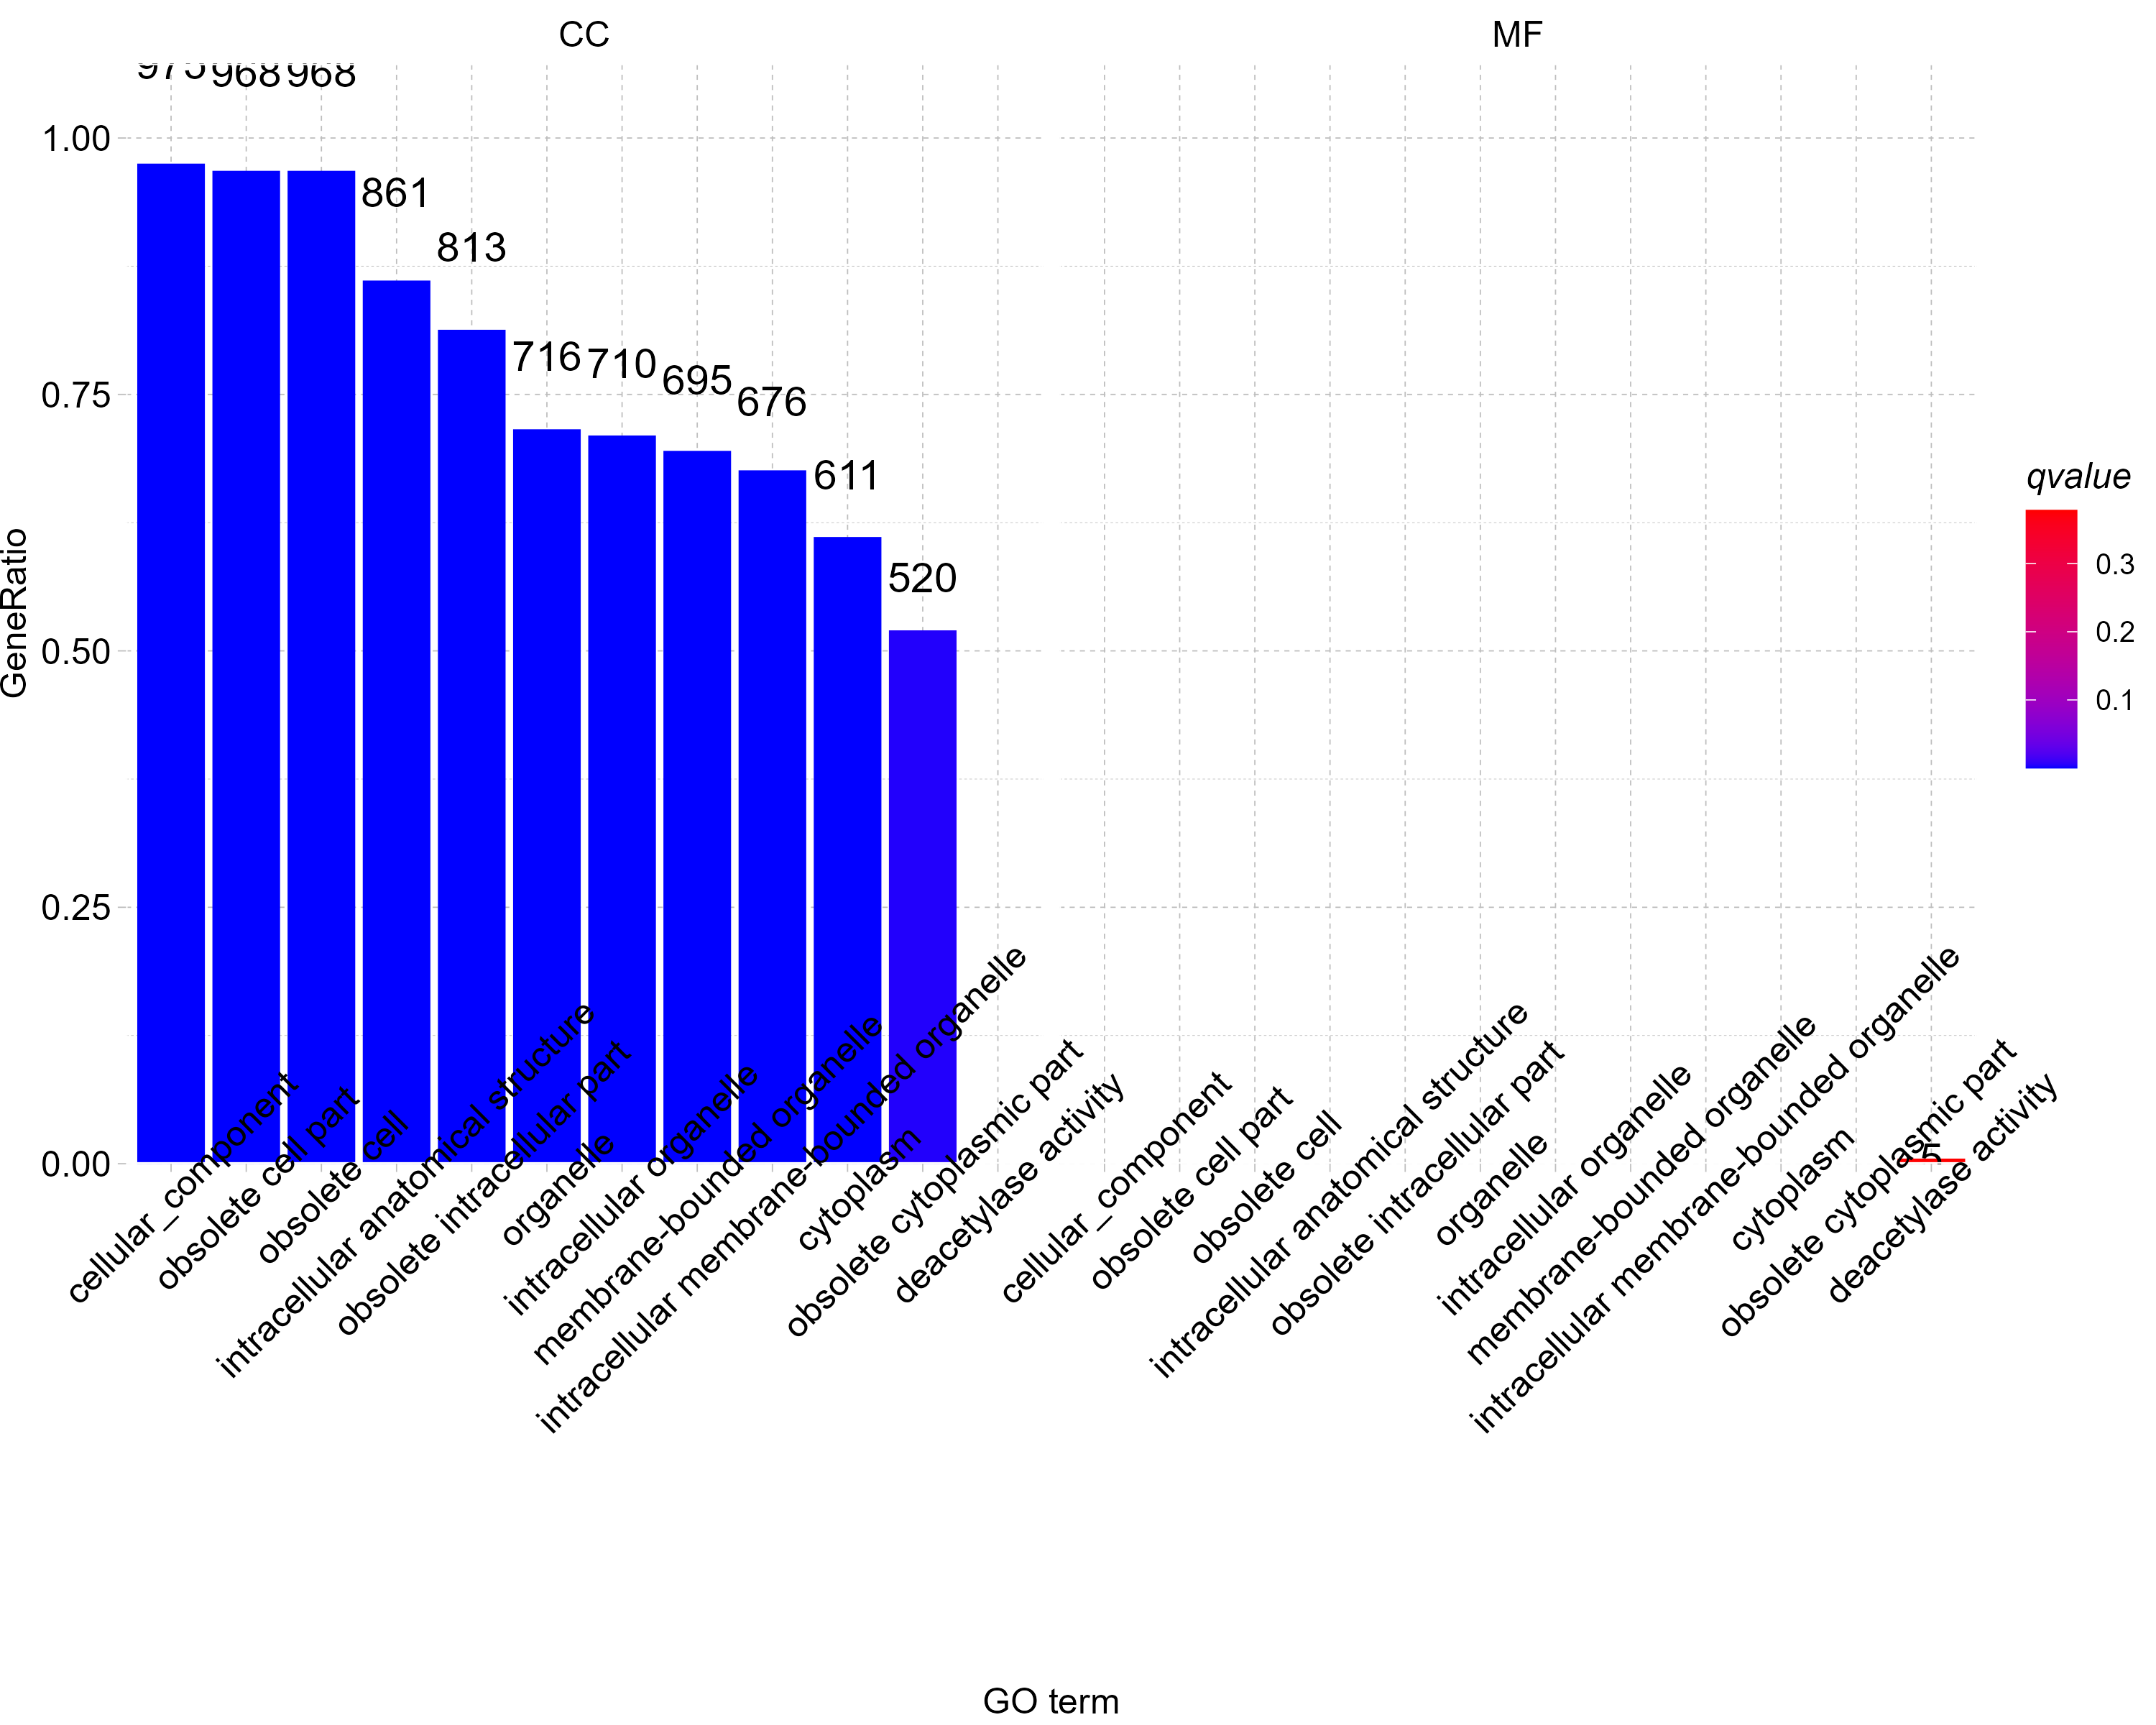 CC
MF
975 968 968
1.00
861
813
716 710 695 676
0.75
611
520
0.50
0.25
0.00
5
GeneRatio
qvalue
0.3
0.2
0.1
cellular_component
obsolete cell part
obsolete cell
intracellular anatomical structure
obsolete intracellular part
organelle
intracellular organelle
membrane-bounded organelle
intracellular membrane-bounded organelle
cytoplasm
obsolete cytoplasmic part
deacetylase activity
cellular_component
obsolete cell part
obsolete cell
intracellular anatomical structure
obsolete intracellular part
organelle
intracellular organelle
membrane-bounded organelle
intracellular membrane-bounded organelle
cytoplasm
obsolete cytoplasmic part
deacetylase activity
GO term